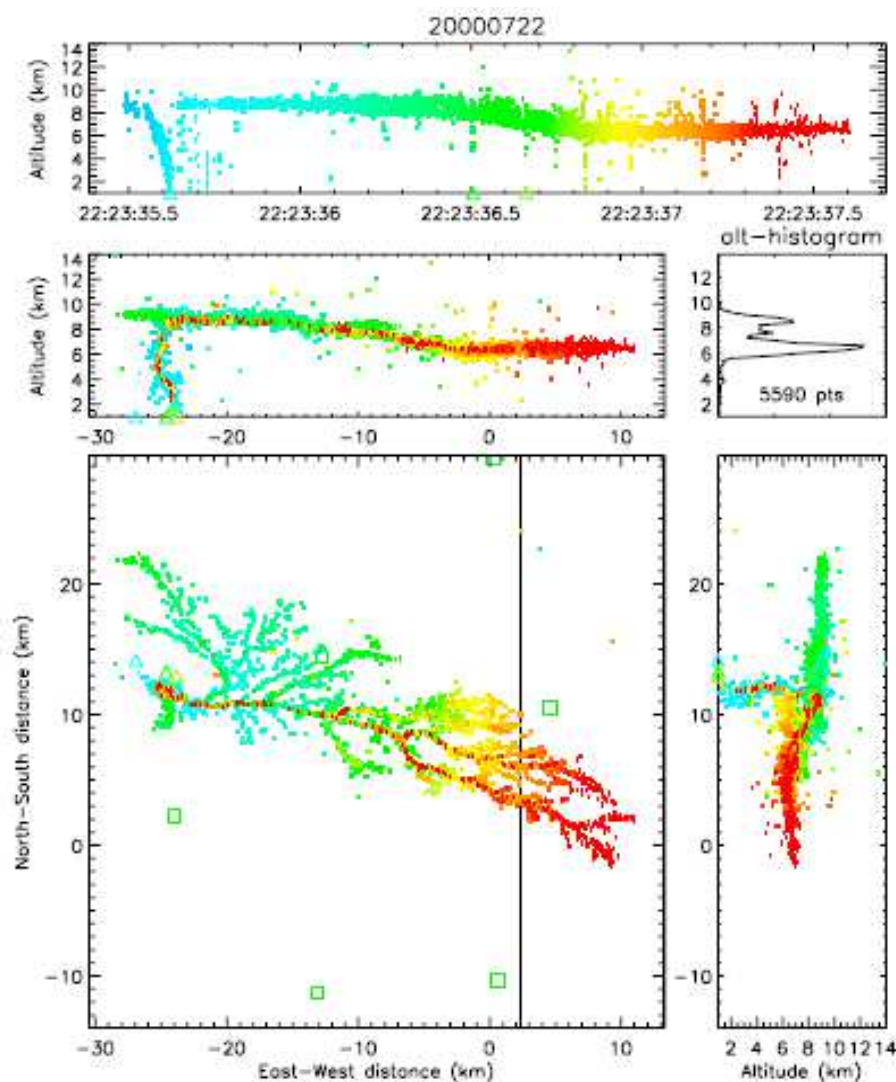 20000722
14
12
10
8
6
4
2
Altitude (km)
22:23:35.5 22:23:36 22:23:36.5 22:23:37 22:23:37.5
alt-histogram
14
12
10
8
6
4
2
Altitude (km)
-30 -20 -10 0 10
12
10
8
6
4
2
5590 pts
20
10
0
-10
North-South distance (km)
-30 -20 -10 0 10
East-West distance (km)
20
10
0
-10
2 4 6 8 10 12 14
Altitude (km)